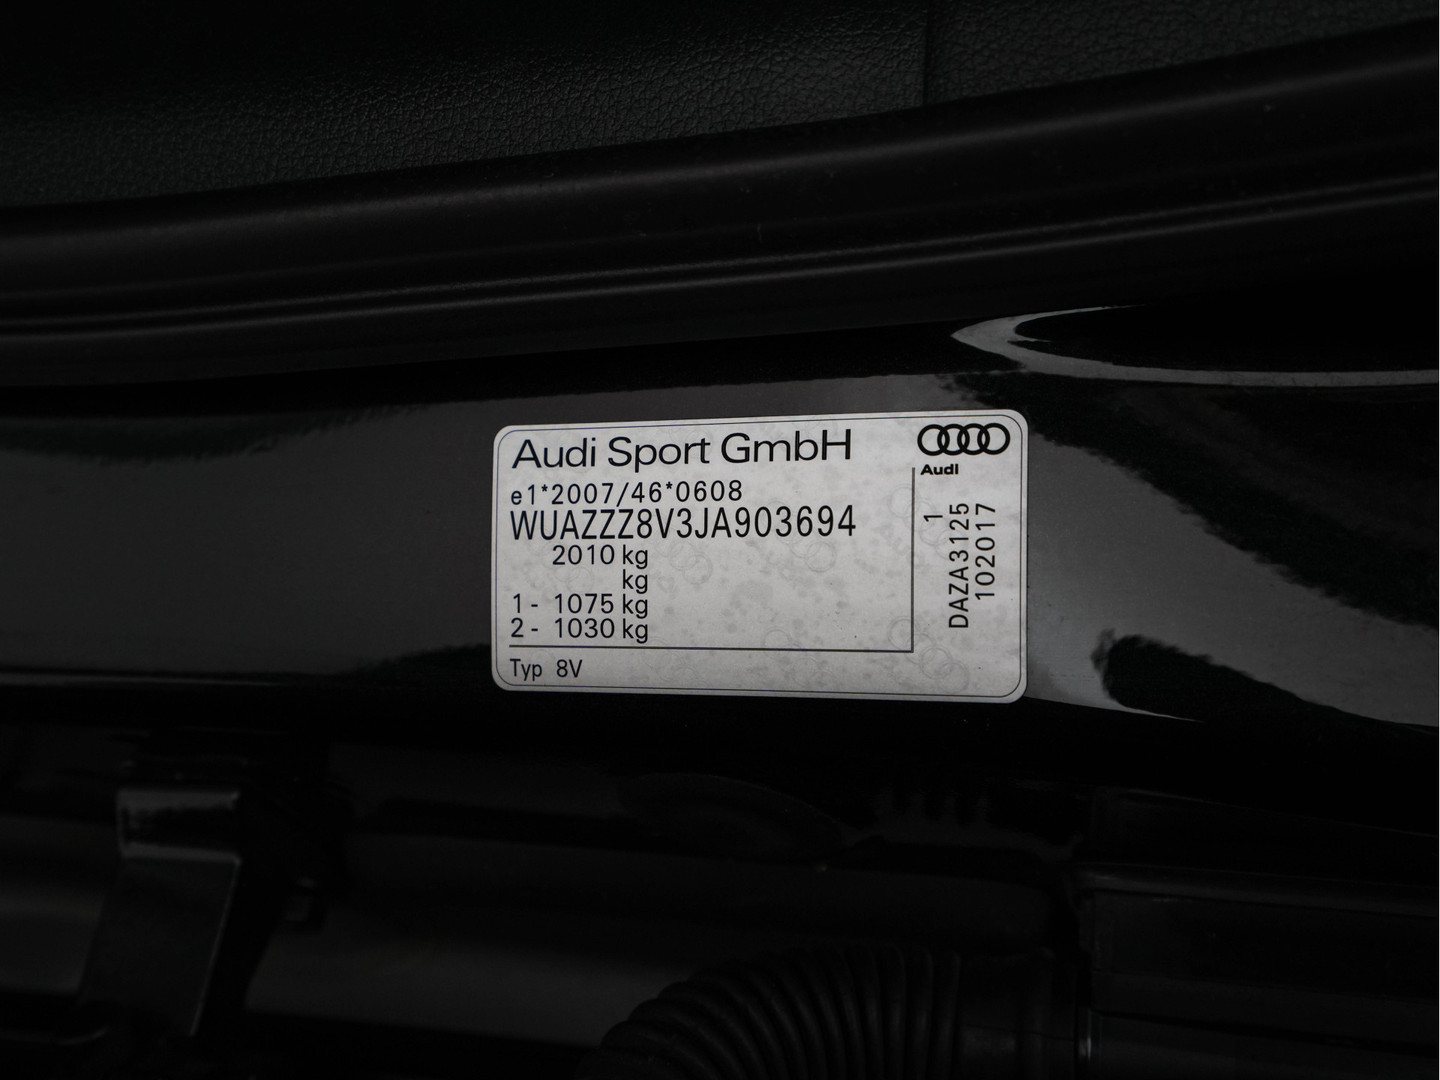 Audi Sport GmbH
Audi
e1*2007/46*0608
WUAZZZ8V3JA903694
2010 kg
kg
1 - 1075 kg
2 - 1030 kg
Typ 8V
1
DAZA3125
102017